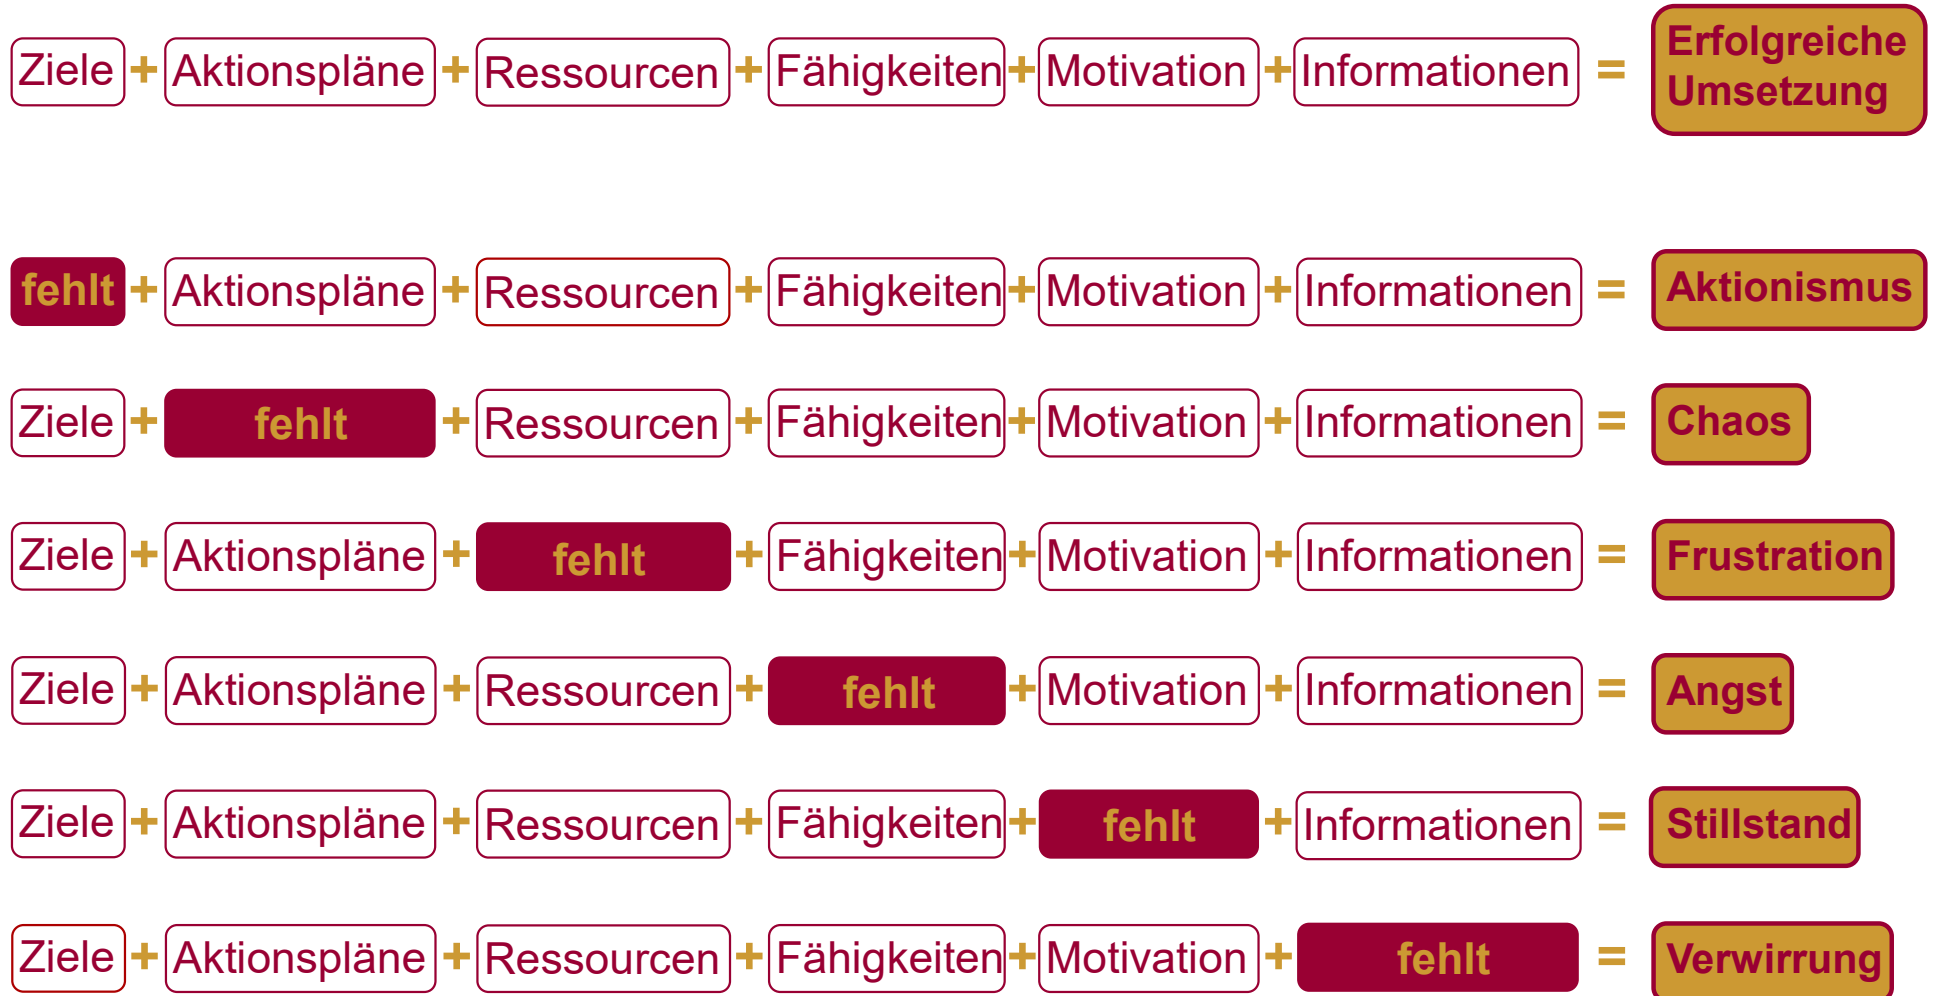 Ziele + Aktionspläne + Ressourcen + Fähigkeiten + Motivation + Informationen = Erfolgreiche
Umsetzung
fehlt + Aktionspläne + Ressourcen + Fähigkeiten + Motivation + Informationen = Aktionismus
Ziele + fehlt + Ressourcen + Fähigkeiten + Motivation + Informationen = Chaos
Ziele + Aktionspläne + fehlt + Fähigkeiten + Motivation + Informationen = Frustration
Ziele + Aktionspläne + Ressourcen + fehlt + Motivation + Informationen = Angst
Ziele + Aktionspläne + Ressourcen + Fähigkeiten + fehlt + Informationen = Stillstand
Ziele + Aktionspläne + Ressourcen + Fähigkeiten + Motivation + fehlt = Verwirrung